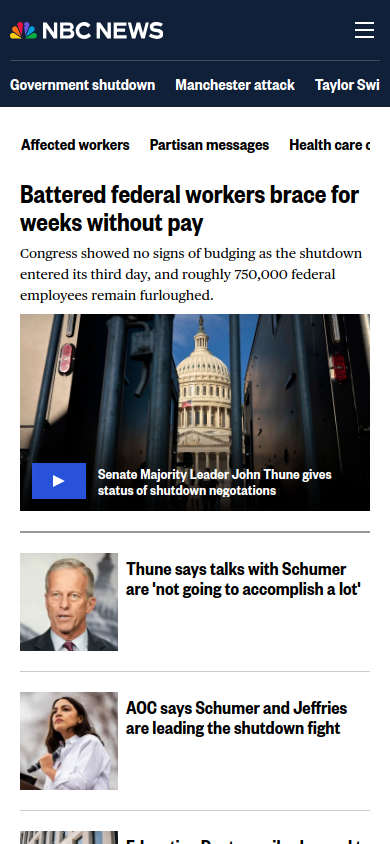 NBC NEWS
Government shutdown Manchester attack Taylor Swi
Affected workers Partisan messages Health care c
Battered federal workers brace for
weeks without pay
Congress showed no signs of budging as the shutdown
entered its third day, and roughly 750,000 federal
employees remain furloughed.
Senate Majority Leader John Thune gives
status of shutdown negotations
Thune says talks with Schumer
are 'not going to accomplish a lot'
AOC says Schumer and Jeffries
are leading the shutdown fight